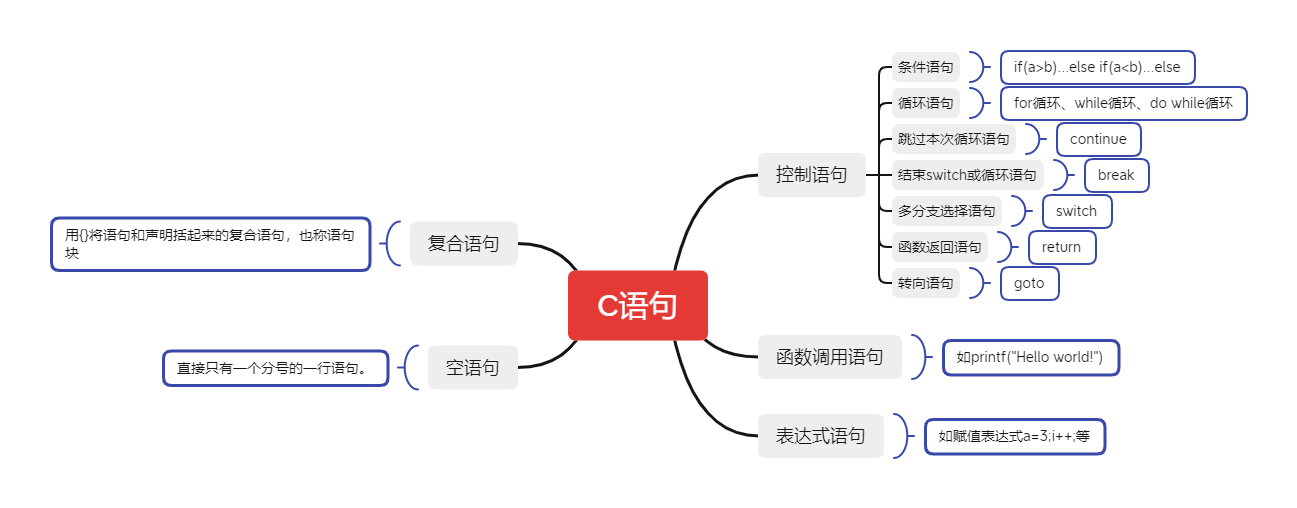 C语句
控制语句
条件语句
if(a>b)...else if(a<b)...else
循环语句
for循环、while循环、do while循环
跳过本次循环语句
continue
结束switch或循环语句
break
多分支选择语句
switch
函数返回语句
return
转向语句
goto
函数调用语句
如printf("Hello world!")
表达式语句
如赋值表达式a=3;i++;等
复合语句
用{}将语句和声明括起来的复合语句，也称语句
块
空语句
直接只有一个分号的一行语句。